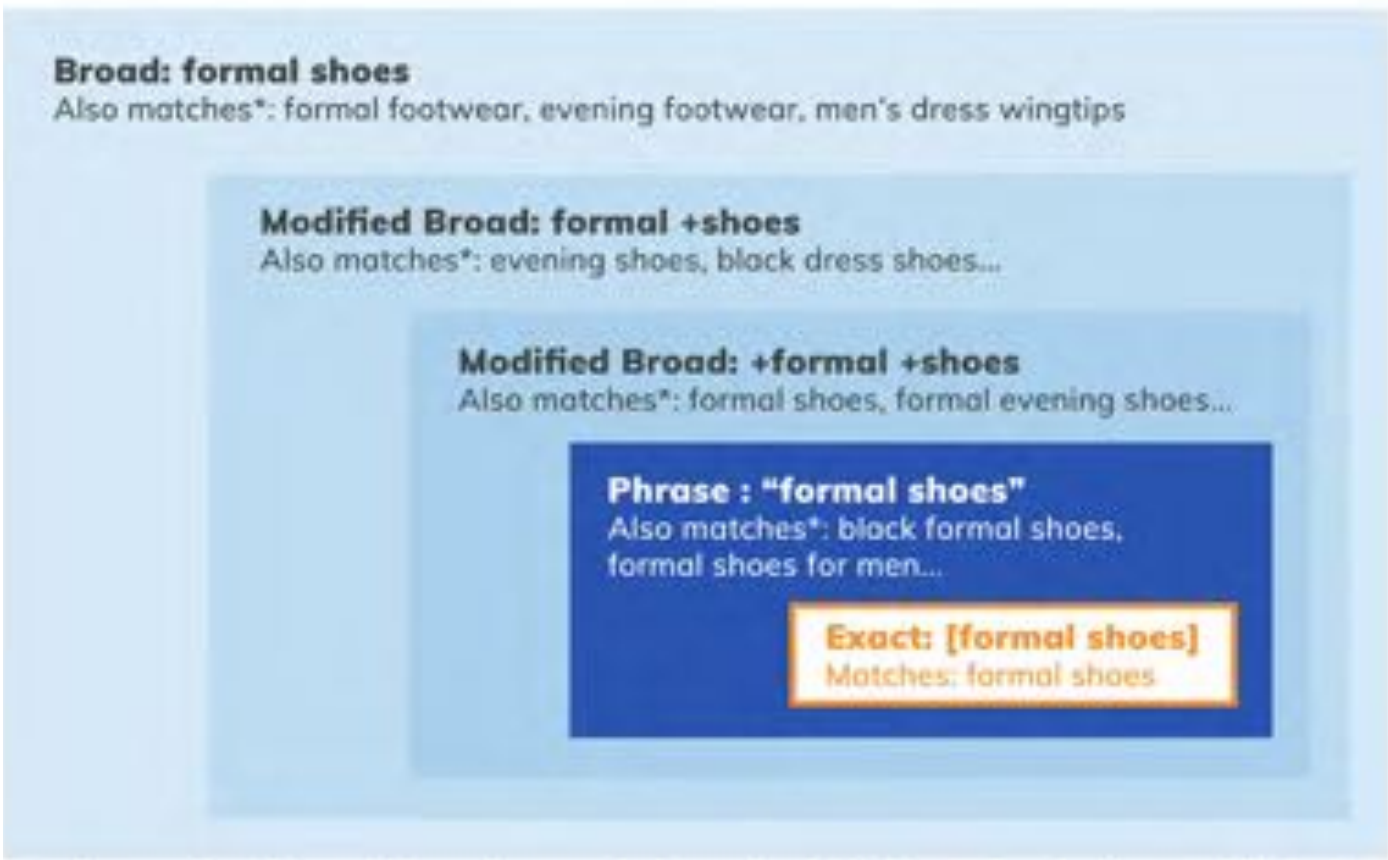 Broad: formal shoes
Also matches*: formal footwear, evening footwear, men's dress wingtips
Modified Broad: formal +shoes
Also matches*: evening shoes, black dress shoes...
Modified Broad: +formal +shoes
Also matches*: formal shoes, formal evening shoes...
Phrase : “formal shoes”
Also matches*: black formal shoes,
formal shoes for men...
Exact: [formal shoes]
Matches: formal shoes